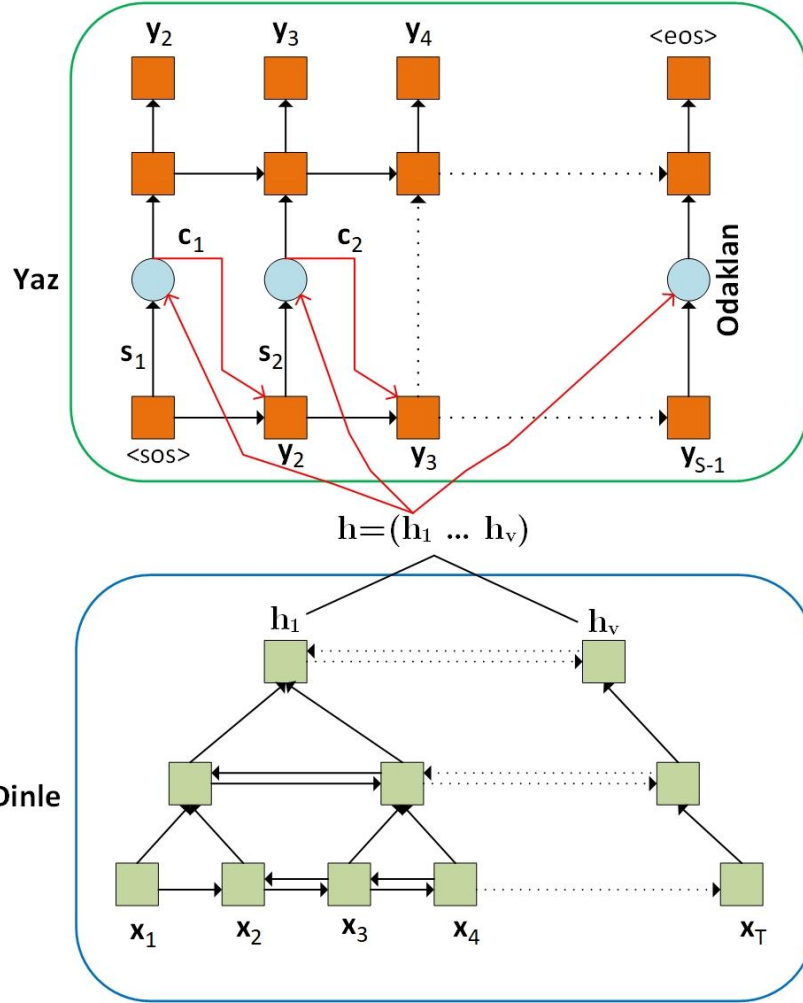 y2 y3 y4 <eos>
c1 c2
Yaz
Odaklan
s1 s2
<sos> y2 y3 yS-1
h=(h1 ... hv)
h1 hv
Dinle
x1 x2 x3 x4 xT